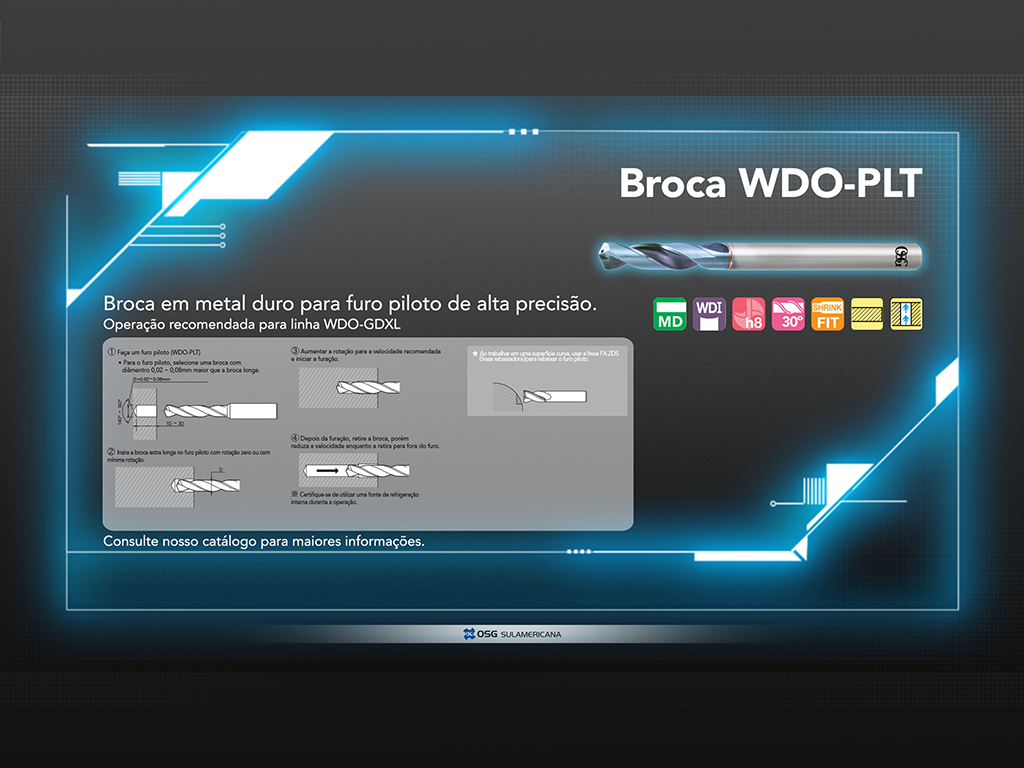 Broca WDO-PLT
OSG
Broca em metal duro para furo piloto de alta precisão.
Operação recomendada para linha WDO-GDXL
MD
WDI
h8
30°
SHRINK
FIT
① Faça um furo piloto (WDO-PLT)
• Para o furo piloto, selecione uma broca com
diâmentro 0,02 ~ 0,08mm maior que a broca longa.
D+0.02~0.08mm
140° ~ 180°
1D ~ 3D
② Insira a broca extra longa no furo piloto com rotação zero ou com
mínima rotação.
D
③ Aumentar a rotação para a velocidade recomendada
e iniciar a furação.
④ Depois da furação, retire a broca, porém
reduza a velocidade enquanto a retira para fora do furo.
※ Certifique-se de utilizar uma fonte de refrigeração
interna durante a operação.
★ Ao trabalhar em uma superfície curva, usar a fresa FX-ZDS
(fresa rebaixadora) para rebaixar o furo piloto.
Consulte nosso catálogo para maiores informações.
OSG SULAMERICANA